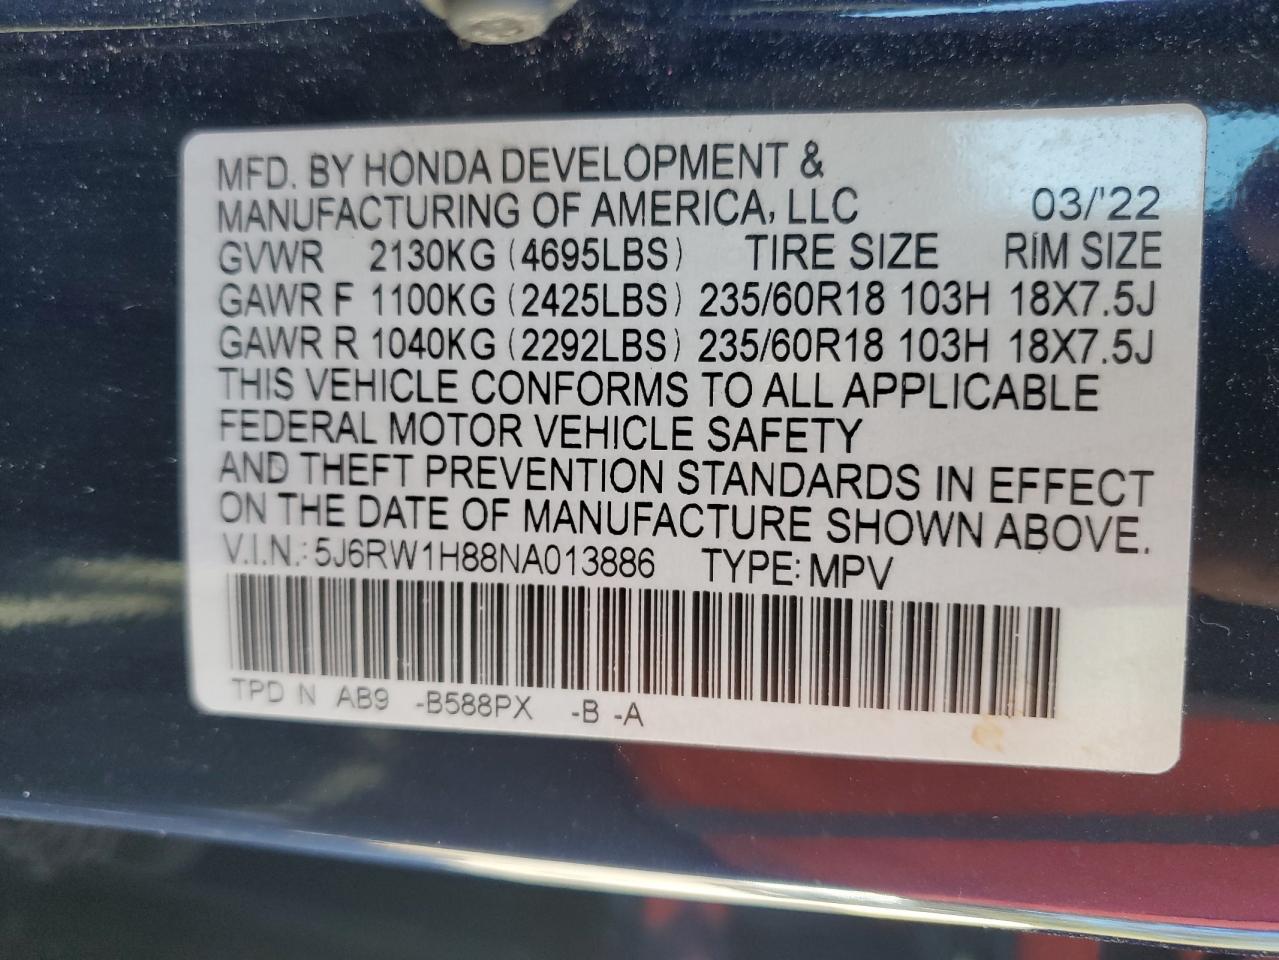 MFD. BY HONDA DEVELOPMENT &
MANUFACTURING OF AMERICA, LLC 03/'22
GVWR 2130KG (4695LBS) TIRE SIZE RIM SIZE
GAWR F 1100KG (2425LBS) 235/60R18 103H 18X7.5J
GAWR R 1040KG (2292LBS) 235/60R18 103H 18X7.5J
THIS VEHICLE CONFORMS TO ALL APPLICABLE
FEDERAL MOTOR VEHICLE SAFETY
AND THEFT PREVENTION STANDARDS IN EFFECT
ON THE DATE OF MANUFACTURE SHOWN ABOVE.
V.I.N.: 5J6RW1H88NA013886 TYPE: MPV
TPD N AB9 -B588PX -B -A